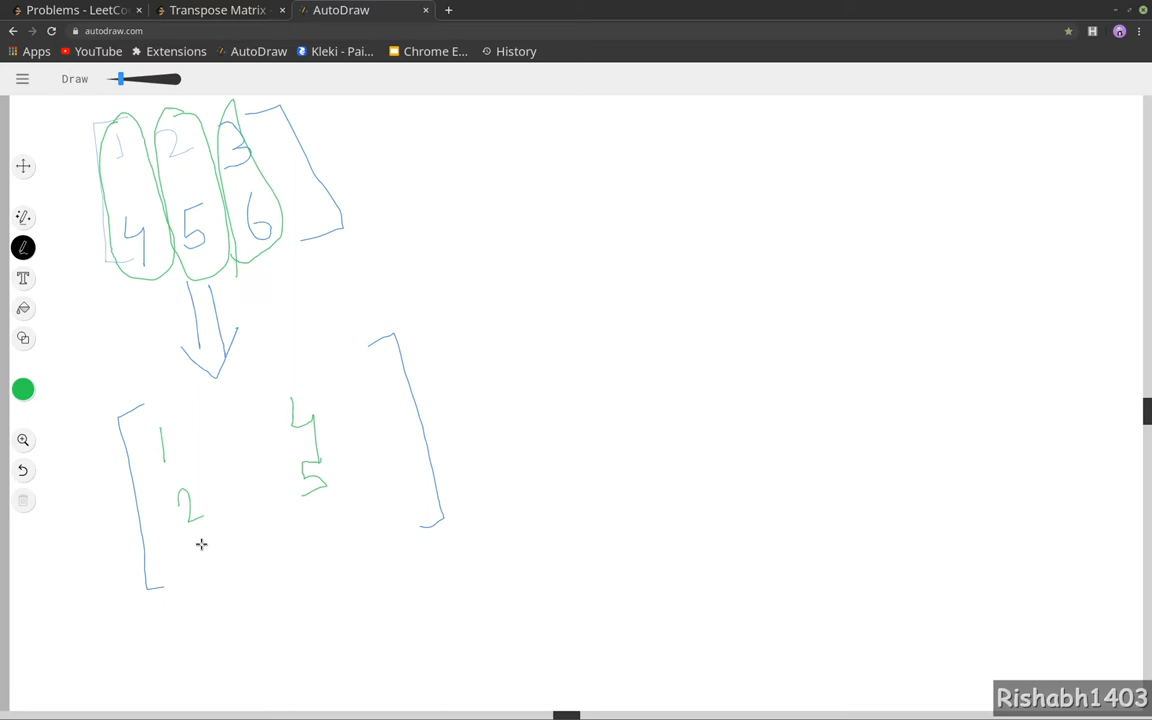 Problems - LeetCo
Transpose Matrix -
AutoDraw
autodraw.com
Apps
YouTube
Extensions
AutoDraw
Kleki - Pai...
Chrome E...
History
Draw
1 2 3
4 5 6
1 4
2 5
T
Rishabh1403